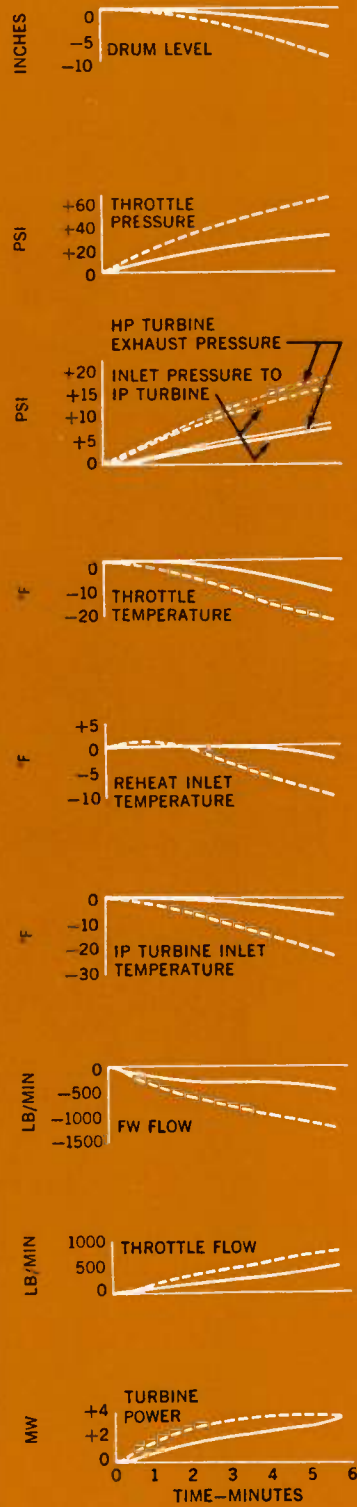 INCHES
0
-5
-10
DRUM LEVEL
PSI
+60
+40
+20
0
THROTTLE
PRESSURE
PSI
HP TURBINE
EXHAUST PRESSURE
INLET PRESSURE TO
IP TURBINE
+20
+15
+10
+5
0
°F
0
-10
-20
THROTTLE
TEMPERATURE
°F
+5
0
-5
-10
REHEAT INLET
TEMPERATURE
°F
0
-10
-20
-30
IP TURBINE INLET
TEMPERATURE
LB/MIN
0
-500
-1000
-1500
FW FLOW
LB/MIN
1000
500
0
THROTTLE FLOW
MW
+4
+2
0
TURBINE
POWER
0 1 2 3 4 5 6
TIME—MINUTES